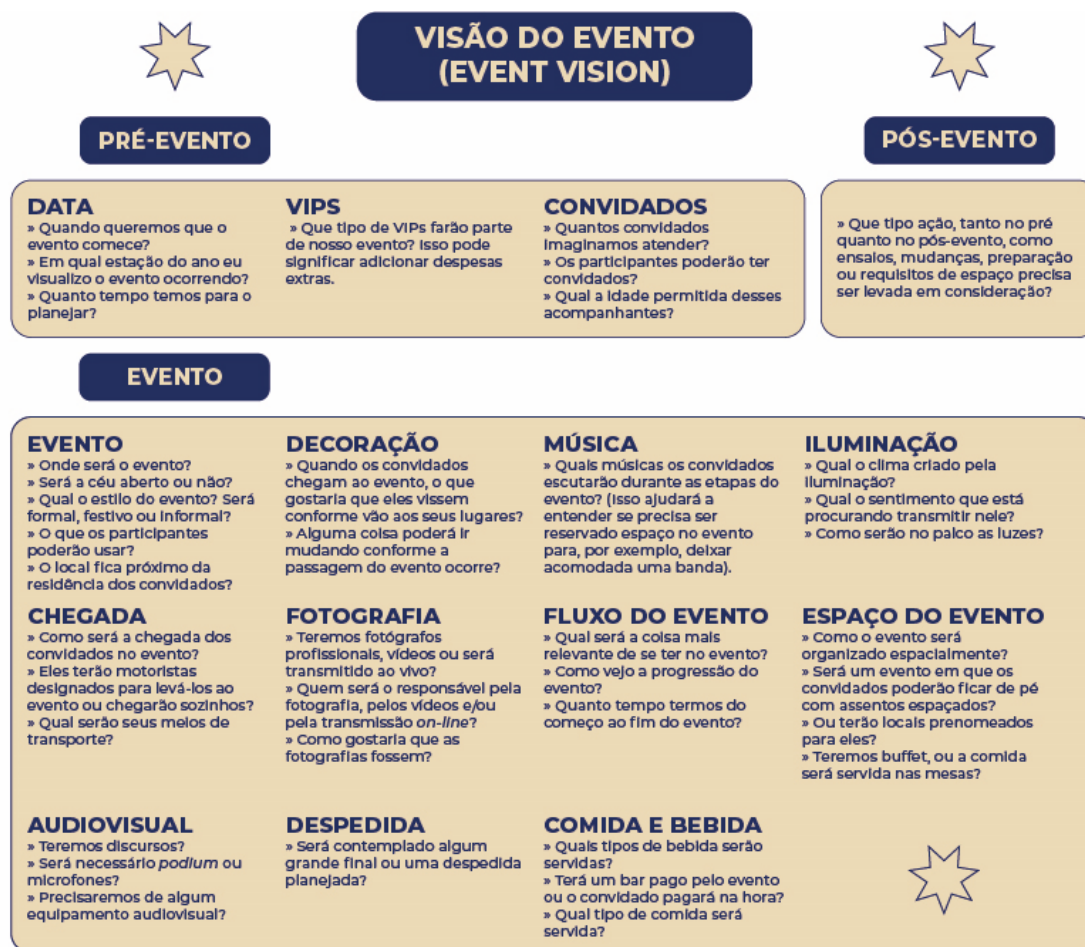 VISÃO DO EVENTO
(EVENT VISION)
PRÉ-EVENTO
DATA
» Quando queremos que o
evento comece?
» Em qual estação do ano eu
visualizo o evento ocorrendo?
» Quanto tempo temos para o
planejar?
VIPS
» Que tipo de VIPs farão parte
de nosso evento? Isso pode
significar adicionar despesas
extras.
CONVIDADOS
» Quantos convidados
imaginamos atender?
» Os participantes poderão ter
convidados?
» Qual a idade permitida desses
acompanhantes?
PÓS-EVENTO
» Que tipo ação, tanto no pré
quanto no pós-evento, como
ensaios, mudanças, preparação
ou requisitos de espaço precisa
ser levada em consideração?
EVENTO
EVENTO
» Onde será o evento?
» Será a céu aberto ou não?
» Qual o estilo do evento? Será
formal, festivo ou informal?
» O que os participantes
poderão usar?
» O local fica próximo da
residência dos convidados?
DECORAÇÃO
» Quando os convidados
chegam ao evento, o que
gostaria que eles vissem
conforme vão aos seus lugares?
» Alguma coisa poderá ir
mudando conforme a
passagem do evento ocorre?
MÚSICA
» Quais músicas os convidados
escutarão durante as etapas do
evento? (Isso ajudará a
entender se precisa ser
reservado espaço no evento
para, por exemplo, deixar
acomodada uma banda).
ILUMINAÇÃO
» Qual o clima criado pela
iluminação?
» Qual o sentimento que está
procurando transmitir nele?
» Como serão no palco as luzes?
CHEGADA
» Como será a chegada dos
convidados no evento?
» Eles terão motoristas
designados para levá-los ao
evento ou chegarão sozinhos?
» Qual serão seus meios de
transporte?
FOTOGRAFIA
» Teremos fotógrafos
profissionais, vídeos ou será
transmitido ao vivo?
» Quem será o responsável pela
fotografia, pelos vídeos e/ou
pela transmissão on-line?
» Como gostaria que as
fotografias fossem?
FLUXO DO EVENTO
» Qual será a coisa mais
relevante de se ter no evento?
» Como vejo a progressão do
evento?
» Quanto tempo termos do
começo ao fim do evento?
ESPAÇO DO EVENTO
» Como o evento será
organizado espacialmente?
» Será um evento em que os
convidados poderão ficar de pé
com assentos espaçados?
» Ou terão locais prenomeados
para eles?
» Teremos buffet, ou a comida
será servida nas mesas?
AUDIOVISUAL
» Teremos discursos?
» Será necessário podium ou
microfones?
» Precisaremos de algum
equipamento audiovisual?
DESPEDIDA
» Será contemplado algum
grande final ou uma despedida
planejada?
COMIDA E BEBIDA
» Quais tipos de bebida serão
servidas?
» Terá um bar pago pelo evento
ou o convidado pagará na hora?
» Qual tipo de comida será
servida?